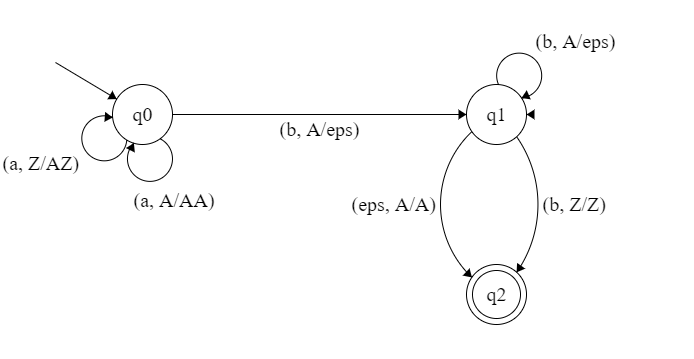 (b, A/eps)
q0
q1
(b, A/eps)
(a, Z/AZ)
(a, A/AA)
(eps, A/A)
(b, Z/Z)
q2